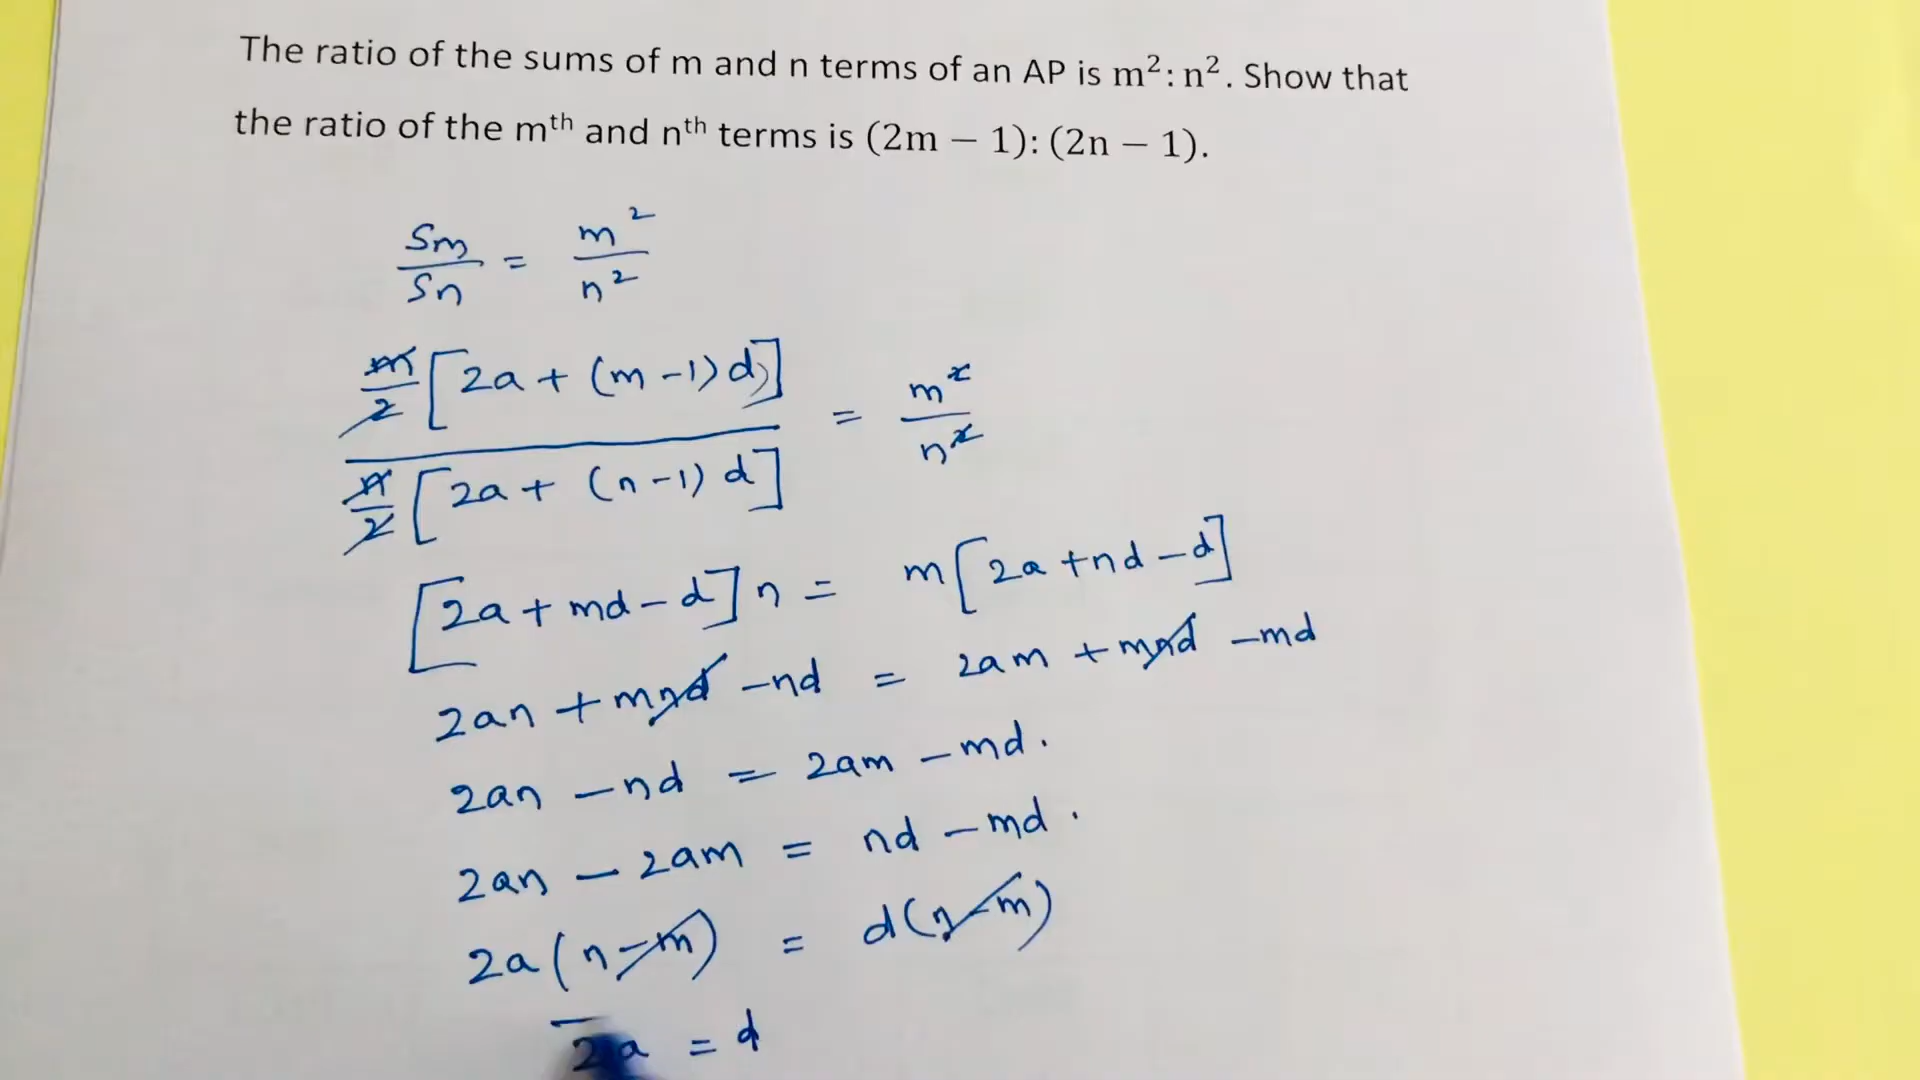 The ratio of the sums of m and n terms of an AP is m²: n². Show that
the ratio of the mᵗʰ and nᵗʰ terms is (2m − 1): (2n − 1).
Sm/Sn = m²/n²
m/2 [2a + (m −1) d] / n/2 [2a + (n −1) d] = m²/n²
[2a + md − d] n = m[2a + nd − d]
2an + mnd − nd = 2am + mnd − md
2an − nd = 2am − md.
2an − 2am = nd − md.
2a (n − m) = d (n − m)
2a = d